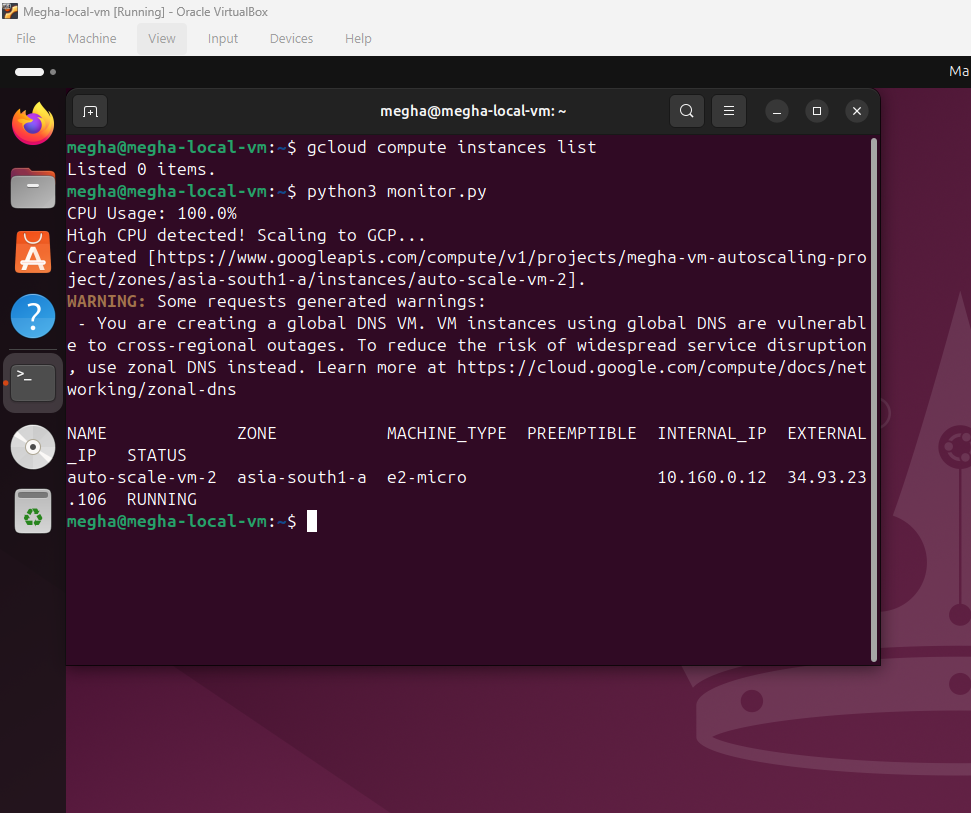 Megha-local-vm [Running] - Oracle VirtualBox
File Machine View Input Devices Help
Ma
megha@megha-local-vm: ~
megha@megha-local-vm:~$ gcloud compute instances list
Listed 0 items.
megha@megha-local-vm:~$ python3 monitor.py
CPU Usage: 100.0%
High CPU detected! Scaling to GCP...
Created [https://www.googleapis.com/compute/v1/projects/megha-vm-autoscaling-pro
ject/zones/asia-south1-a/instances/auto-scale-vm-2].
WARNING: Some requests generated warnings:
 - You are creating a global DNS VM. VM instances using global DNS are vulnerabl
e to cross-regional outages. To reduce the risk of widespread service disruption
, use zonal DNS instead. Learn more at https://cloud.google.com/compute/docs/net
working/zonal-dns
NAME ZONE MACHINE_TYPE PREEMPTIBLE INTERNAL_IP EXTERNAL
_IP STATUS
auto-scale-vm-2 asia-south1-a e2-micro 10.160.0.12 34.93.23
.106 RUNNING
megha@megha-local-vm:~$